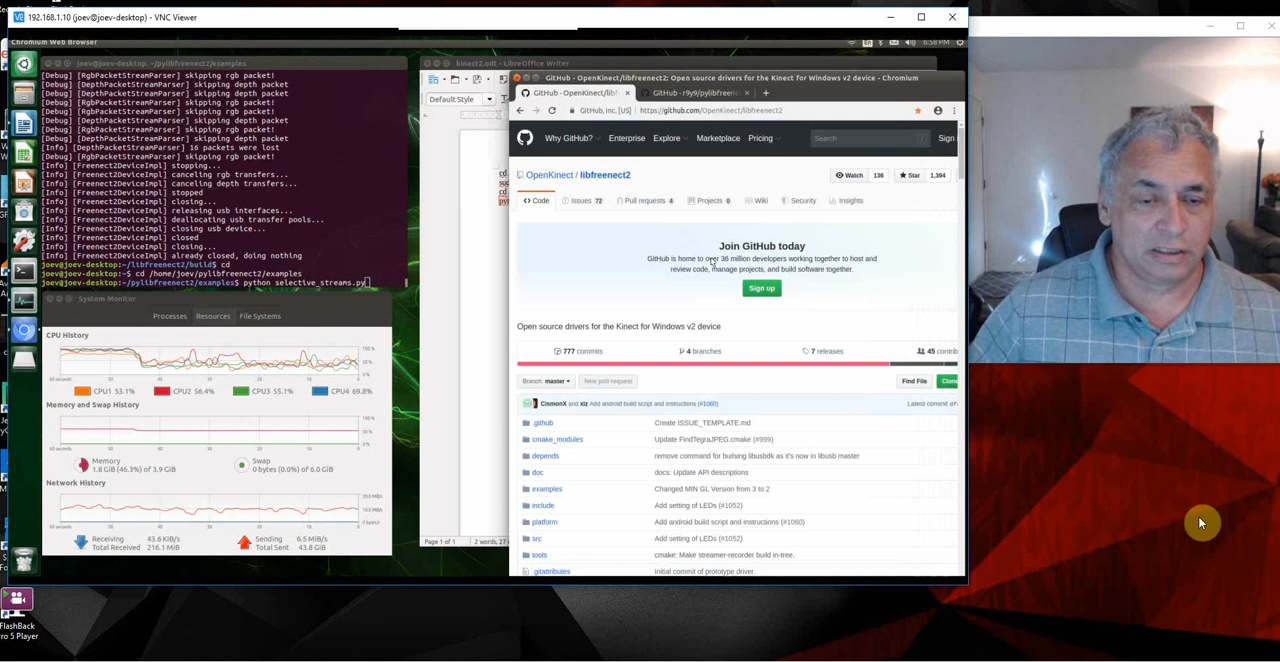 192.168.1.10 (joev@joev-desktop) - VNC Viewer
Chromium Web Browser
6:58 PM
joev@joev-desktop: ~/pylibfreenect2/examples
[Debug] [RgbPacketStreamParser] skipping rgb packet!
[Debug] [DepthPacketStreamParser] skipping depth packet
[Debug] [DepthPacketStreamParser] skipping depth packet
[Debug] [RgbPacketStreamParser] skipping rgb packet!
[Debug] [DepthPacketStreamParser] skipping depth packet
[Debug] [RgbPacketStreamParser] skipping rgb packet!
[Debug] [DepthPacketStreamParser] skipping depth packet
[Debug] [DepthPacketStreamParser] skipping depth packet
[Info] [DepthPacketStreamParser] 16 packets were lost
[Debug] [RgbPacketStreamParser] skipping rgb packet!
[Info] [Freenect2DeviceImpl] stopping...
[Info] [Freenect2DeviceImpl] canceling rgb transfers...
[Info] [Freenect2DeviceImpl] canceling depth transfers...
[Info] [Freenect2DeviceImpl] stopped
[Info] [Freenect2DeviceImpl] closing...
[Info] [Freenect2DeviceImpl] releasing usb interfaces...
[Info] [Freenect2DeviceImpl] deallocating usb transfer pools...
[Info] [Freenect2DeviceImpl] closing usb device...
[Info] [Freenect2DeviceImpl] closed
[Info] [Freenect2DeviceImpl] closing...
[Info] [Freenect2DeviceImpl] already closed, doing nothing
joev@joev-desktop:~/libfreenect2/build$ cd
joev@joev-desktop:~$ cd /home/joev/pylibfreenect2/examples
joev@joev-desktop:~/pylibfreenect2/examples$ python selective_streams.py
System Monitor
Processes Resources File Systems
CPU History
CPU1 53.1% CPU2 56.4% CPU3 55.1% CPU4 69.8%
Memory and Swap History
Memory
1.8 GiB (46.3%) of 3.9 GiB
Swap
0 bytes (0.0%) of 6.0 GiB
Network History
Receiving 43.6 KiB/s
Total Received 216.1 MiB
Sending 6.5 MiB/s
Total Sent 43.8 GiB
kinect2.odt - LibreOffice Writer
Default Style
Page 1 of 1 2 words, 27
GitHub - OpenKinect/libfreenect2: Open source drivers for the Kinect for Windows v2 device - Chromium
GitHub - OpenKinect/libf
GitHub - r9y9/pylibfreene
GitHub, Inc. [US] https://github.com/OpenKinect/libfreenect2
Why GitHub? Enterprise Explore Marketplace Pricing Search Sign
OpenKinect / libfreenect2
Watch 136 Star 1,394
Code Issues 72 Pull requests 4 Projects 0 Wiki Security Insights
Join GitHub today
GitHub is home to over 36 million developers working together to host and
review code, manage projects, and build software together.
Sign up
Open source drivers for the Kinect for Windows v2 device
777 commits 4 branches 7 releases 45 contrib
Branch: master New pull request Find File Clone
CismonX and xlz Add android build script and instructions (#1060) Latest commit
.github Create ISSUE_TEMPLATE.md
cmake_modules Update FindTegraJPEG.cmake (#999)
depends remove command for builsing libusbdk as it's now in libusb master
doc docs: Update API descriptions
examples Changed MIN GL Version from 3 to 2
include Add setting of LEDs (#1052)
platform Add android build script and instructions (#1060)
src Add setting of LEDs (#1052)
tools cmake: Make streamer-recorder build in-tree.
.gitattributes Initial commit of prototype driver.
FlashBack
Pro 5 Player